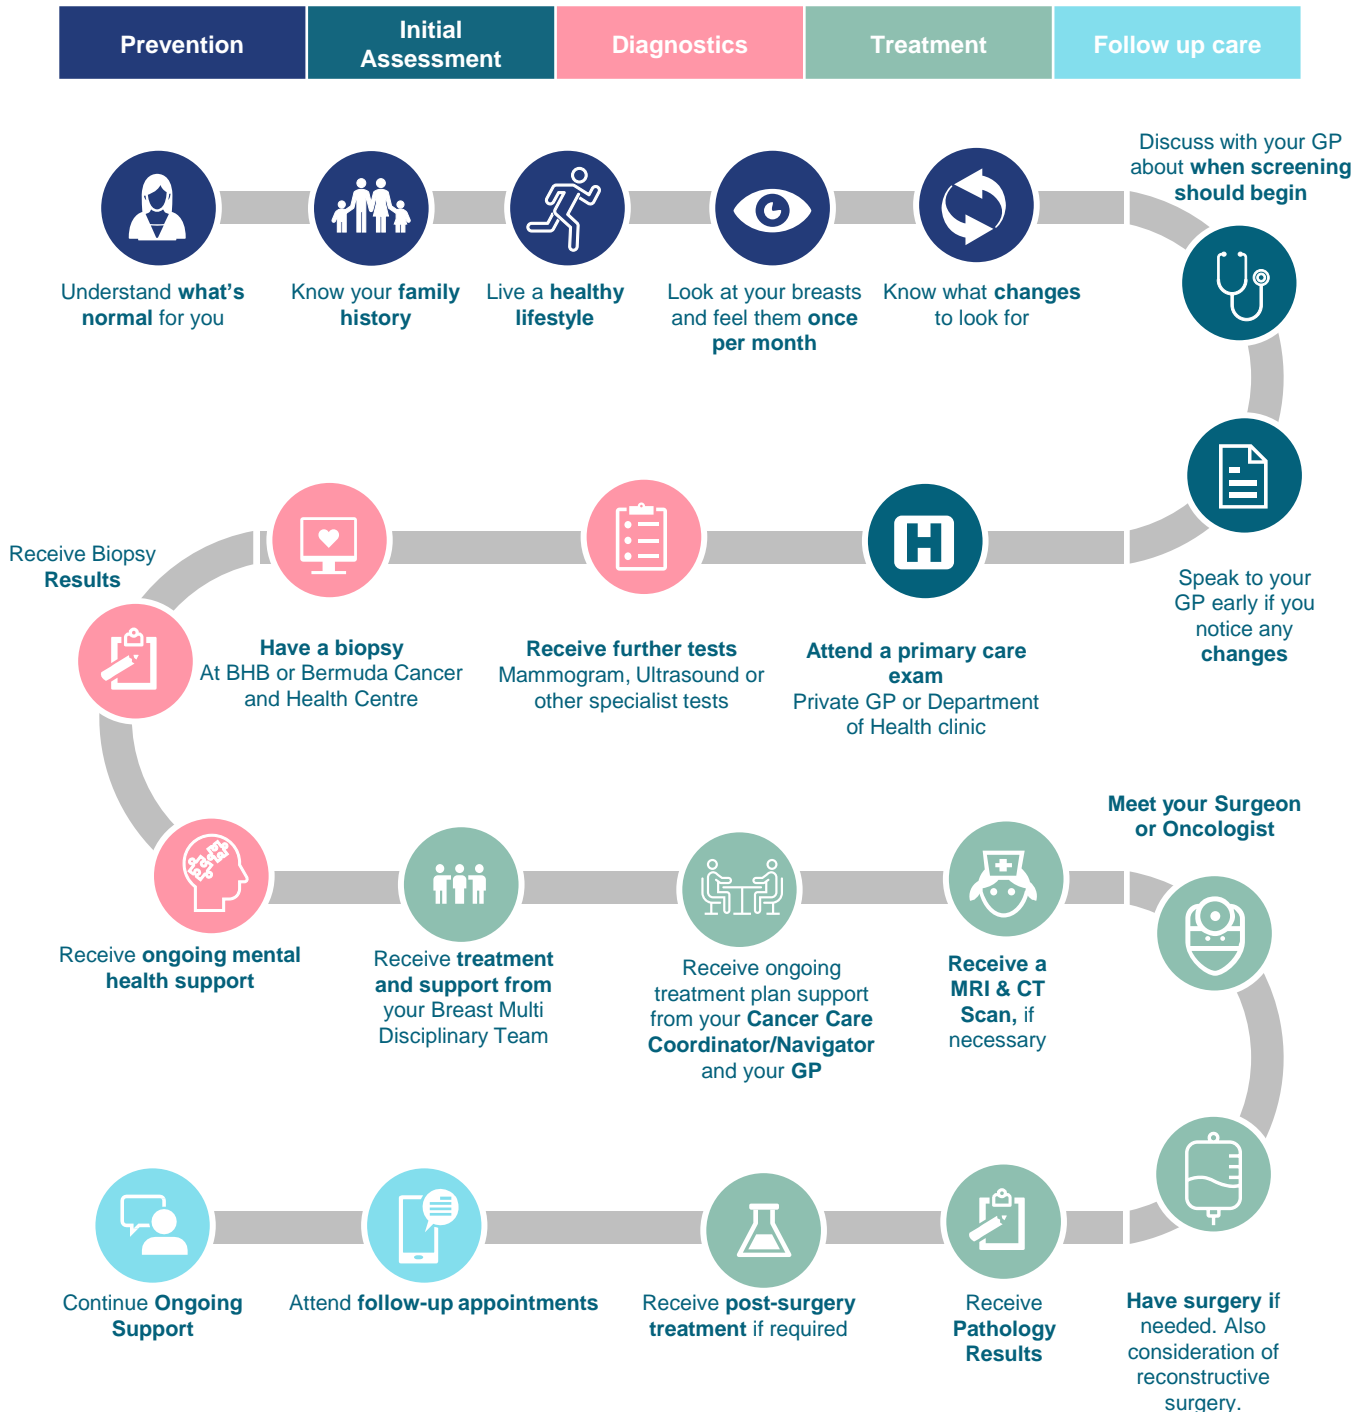 Prevention
Initial
Assessment
Diagnostics
Treatment
Follow up care
Discuss with your GP
about when screening
should begin
Understand what's
normal for you
Know your family
history
Live a healthy
lifestyle
Look at your breasts
and feel them once
per month
Know what changes
to look for
Speak to your
GP early if you
notice any
changes
H
Attend a primary care
exam
Private GP or Department
of Health clinic
Receive further tests
Mammogram, Ultrasound or
other specialist tests
Have a biopsy
At BHB or Bermuda Cancer
and Health Centre
Receive Biopsy
Results
Receive ongoing mental
health support
Receive treatment
and support from
your Breast Multi
Disciplinary Team
Receive ongoing
treatment plan support
from your Cancer Care
Coordinator/Navigator
and your GP
Receive a
MRI & CT
Scan, if
necessary
Meet your Surgeon
or Oncologist
Have surgery if
needed. Also
consideration of
reconstructive
surgery.
Receive
Pathology
Results
Receive post-surgery
treatment if required
Attend follow-up appointments
Continue Ongoing
Support